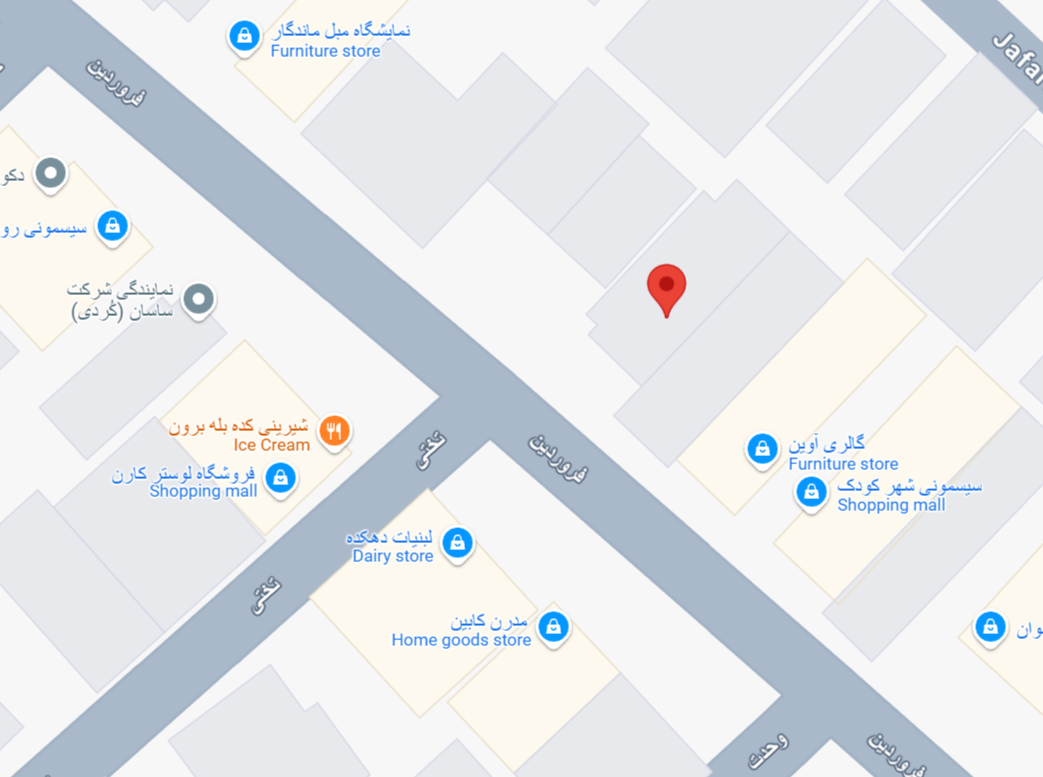 نمایشگاه مبل ماندگار
Furniture store
فروردین
Jafar
دکو
سیسمونی رو
نمایندگی شرکت
ساسان (کُردی)
شیرینی کده بله برون
Ice Cream
فروشگاه لوستر کارن
Shopping mall
تختی
فروردین
گالری آوین
Furniture store
سیسمونی شهر کودک
Shopping mall
لبنیات دهکده
Dairy store
تختی
مدرن کابین
Home goods store
وحدت
فروردین